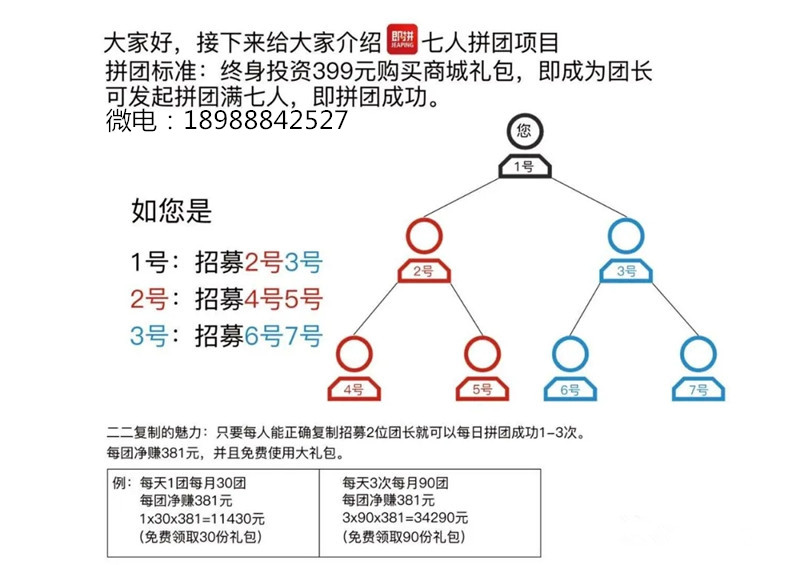 大家好，接下来给大家介绍 即拼 JEAPING 七人拼团项目
拼团标准：终身投资399元购买商城礼包，即成为团长
可发起拼团满七人，即拼团成功。
微电：18988842527
您
1号
如您是
1号：招募2号3号
2号：招募4号5号
3号：招募6号7号
2号
3号
4号
5号
6号
7号
二二复制的魅力：只要每人能正确复制招募2位团长就可以每日拼团成功1-3次。
每团净赚381元，并且免费使用大礼包。
例：每天1团每月30团
每团净赚381元
1x30x381=11430元
(免费领取30份礼包)
每天3次每月90团
每团净赚381元
3x90x381=34290元
(免费领取90份礼包)